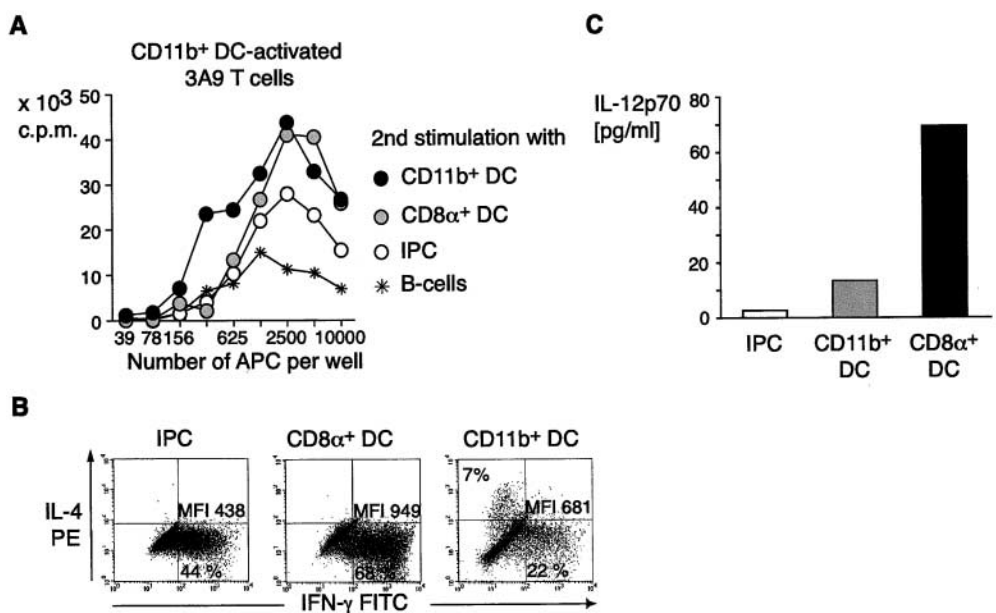 A
CD11b⁺ DC-activated
3A9 T cells
x 10³
c.p.m.
50
40
30
20
10
0
39 78 156 625 2500 10000
Number of APC per well
2nd stimulation with
CD11b⁺ DC
CD8α⁺ DC
IPC
B-cells
C
IL-12p70
[pg/ml]
80
60
40
20
0
IPC CD11b⁺ CD8α⁺
DC DC
B
IPC CD8α⁺ DC CD11b⁺ DC
IL-4
PE
MFI 438
44 %
MFI 949
68 %
7%
MFI 681
22 %
IFN-γ FITC